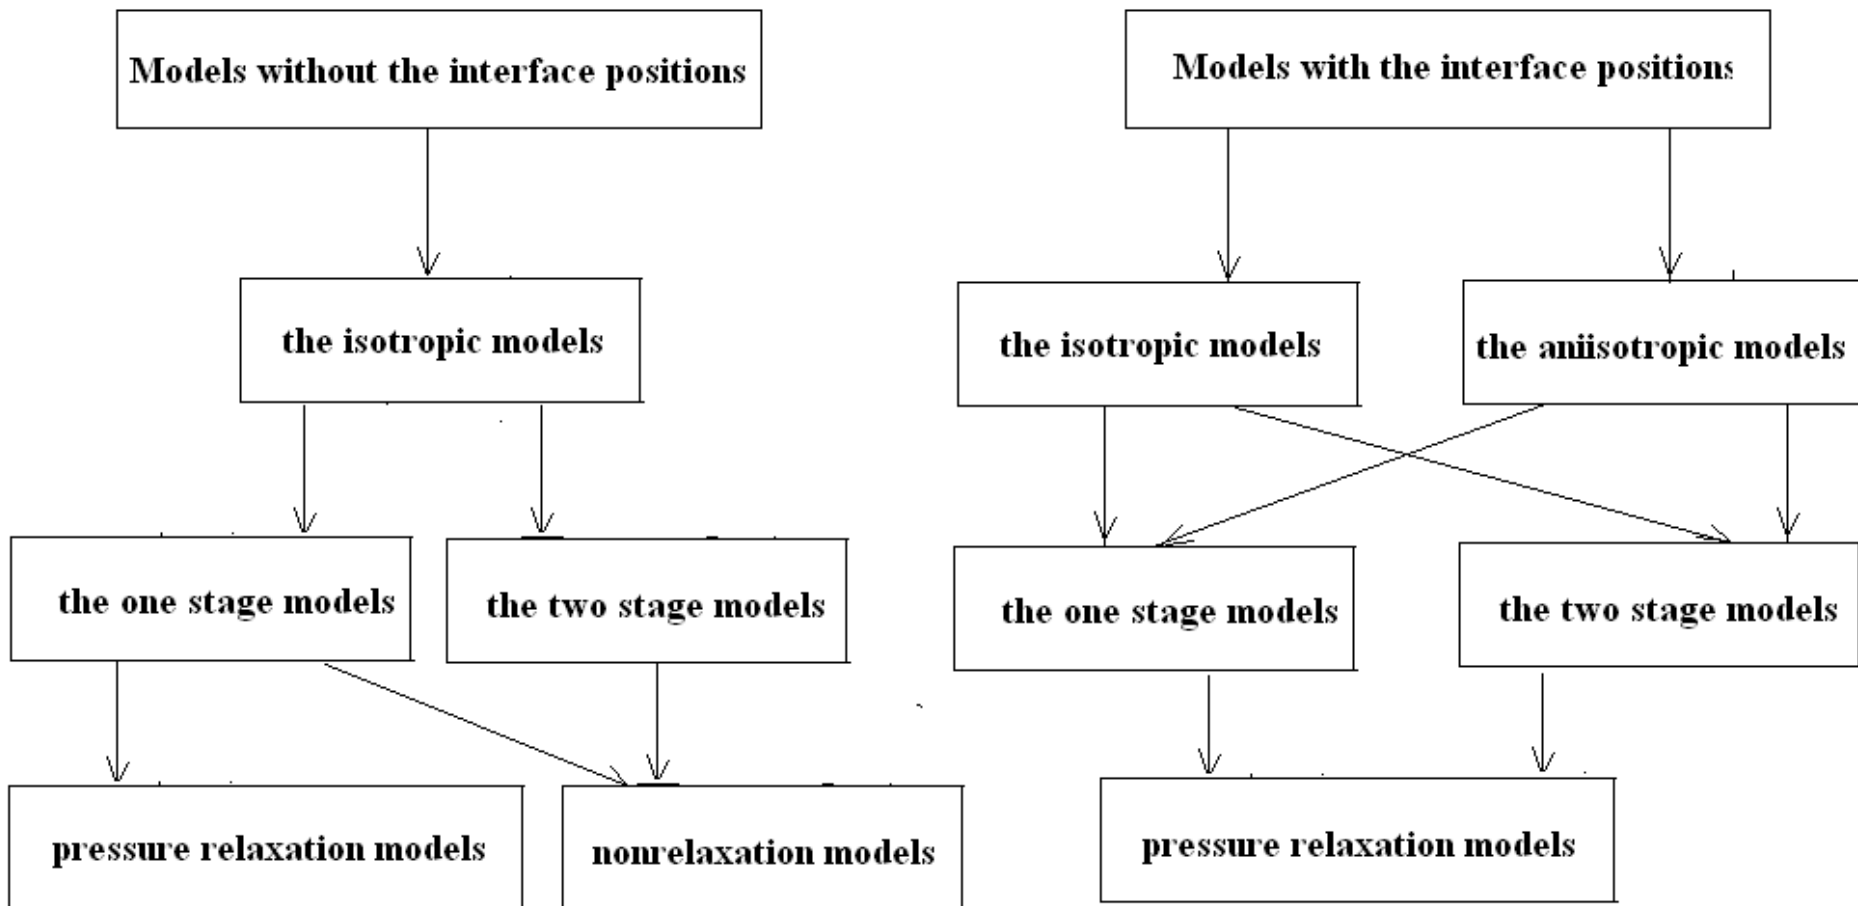 Models without the interface positions
Models with the interface positions
the isotropic models
the isotropic models
the aniisotropic models
the one stage models
the two stage models
the one stage models
the two stage models
pressure relaxation models
nonrelaxation models
pressure relaxation models